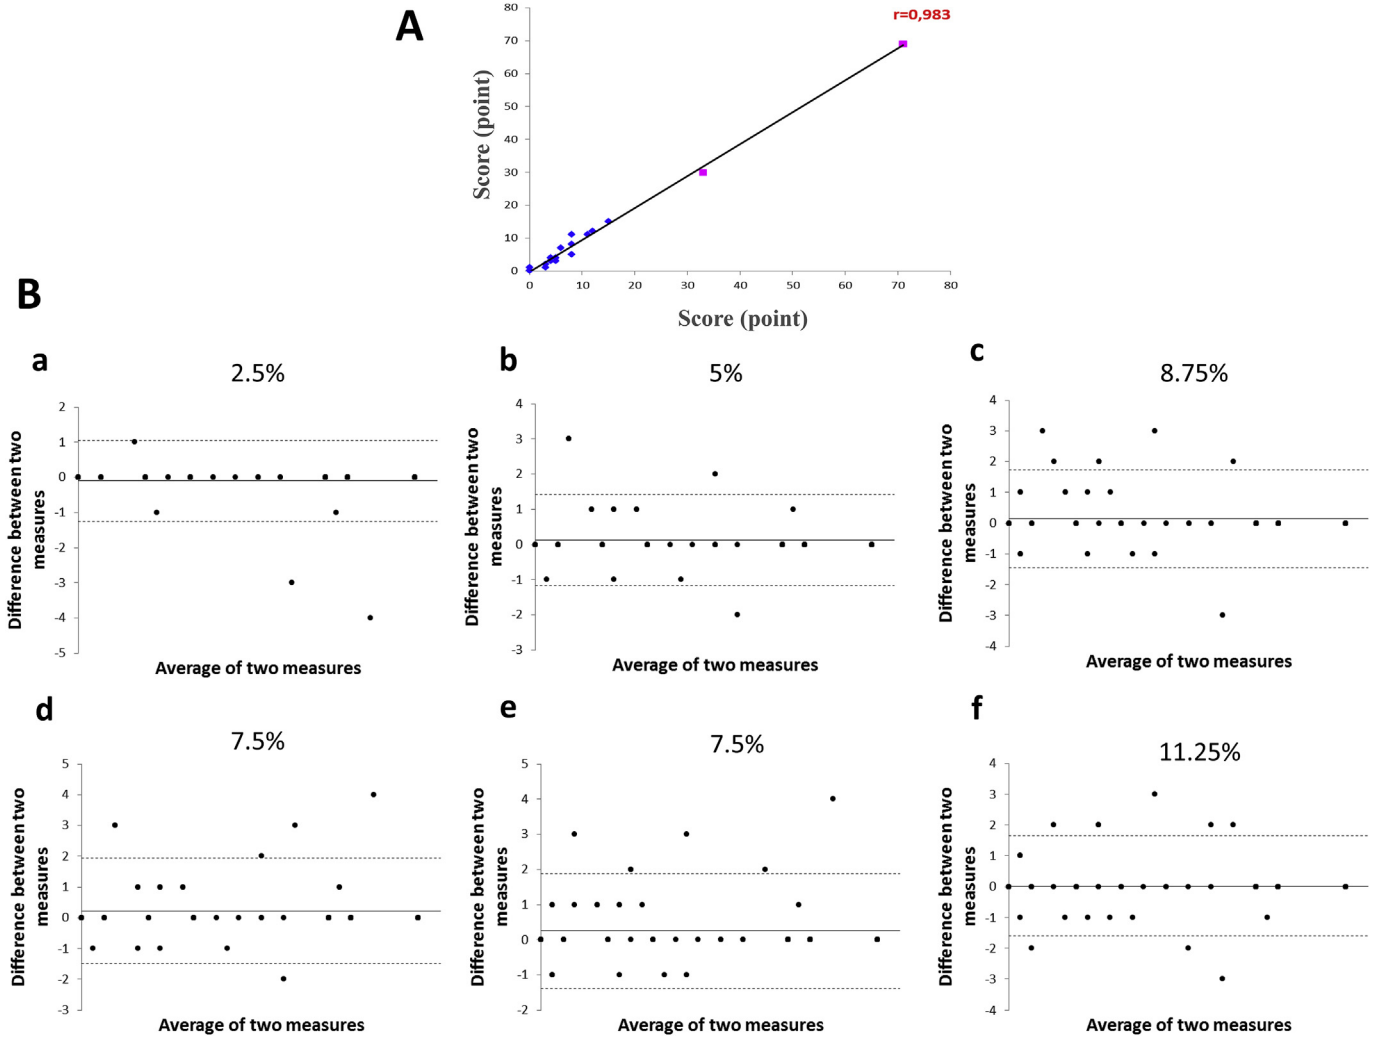 A
r=0,983
Score (point)
80
70
60
50
40
30
20
10
0
0 10 20 30 40 50 60 70 80
Score (point)
B
a
2.5%
Difference between two
measures
2
1
0
-1
-2
-3
-4
-5
Average of two measures
b
5%
Difference between two
measures
4
3
2
1
0
-1
-2
-3
Average of two measures
c
8.75%
Difference between two
measures
4
3
2
1
0
-1
-2
-3
-4
Average of two measures
d
7.5%
Difference between two
measures
5
4
3
2
1
0
-1
-2
-3
Average of two measures
e
7.5%
Difference between two
measures
5
4
3
2
1
0
-1
-2
Average of two measures
f
11.25%
Difference between two
measures
4
3
2
1
0
-1
-2
-3
-4
Average of two measures